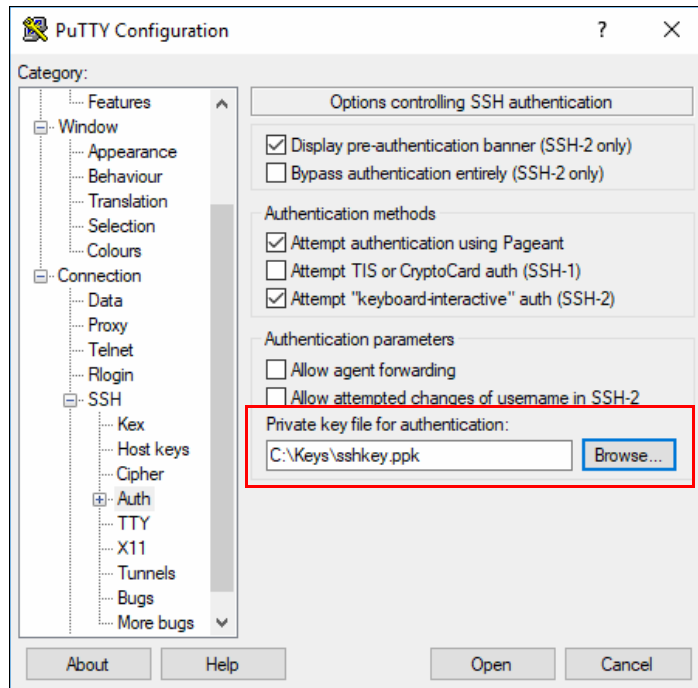 PuTTY Configuration
?
Category:
Features
Window
Appearance
Behaviour
Translation
Selection
Colours
Connection
Data
Proxy
Telnet
Rlogin
SSH
Kex
Host keys
Cipher
Auth
TTY
X11
Tunnels
Bugs
More bugs
Options controlling SSH authentication
Display pre-authentication banner (SSH-2 only)
Bypass authentication entirely (SSH-2 only)
Authentication methods
Attempt authentication using Pageant
Attempt TIS or CryptoCard auth (SSH-1)
Attempt "keyboard-interactive" auth (SSH-2)
Authentication parameters
Allow agent forwarding
Allow attempted changes of username in SSH-2
Private key file for authentication:
C:\Keys\sshkey.ppk
Browse...
About
Help
Open
Cancel